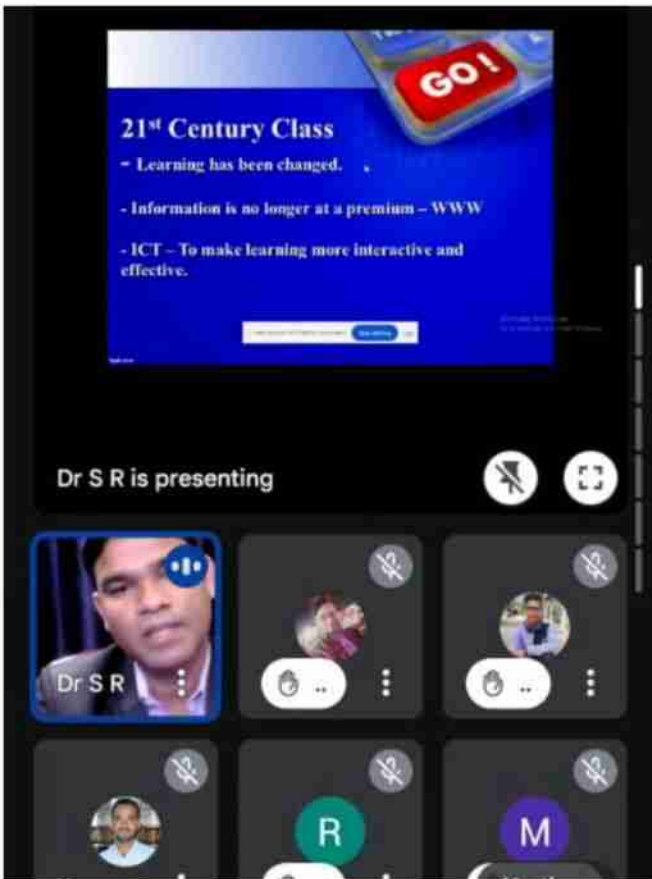 GO!
21st Century Class
- Learning has been changed.
- Information is no longer at a premium – WWW
- ICT – To make learning more interactive and
effective.
Dr S R is presenting
Dr S R
..
..
R
M